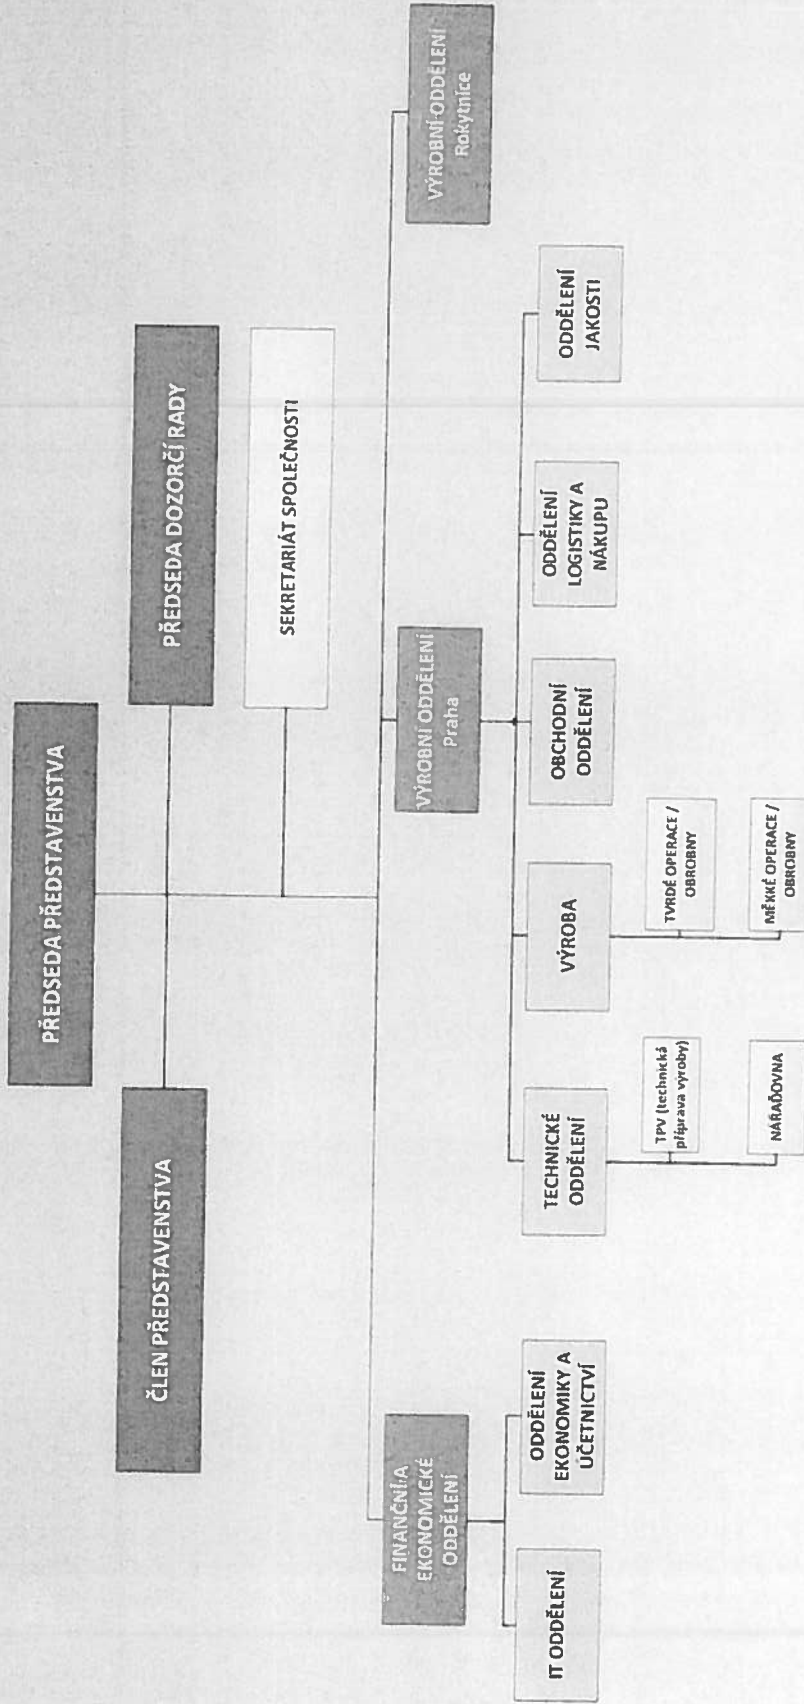 PŘEDSEDA PŘEDSTAVENSTVA
ČLEN PŘEDSTAVENSTVA
PŘEDSEDA DOZORČÍ RADY
SEKRETARIÁT SPOLEČNOSTI
FINANČNÍ A
EKONOMICKÉ
ODDĚLENÍ
VÝROBNÍ ODDĚLENÍ
Praha
VÝROBNÍ ODDĚLENÍ
Rokytnice
IT ODDĚLENÍ
ODDĚLENÍ
EKONOMIKY A
ÚČETNICTVÍ
TECHNICKÉ
ODDĚLENÍ
VÝROBA
OBCHODNÍ
ODDĚLENÍ
ODDĚLENÍ
LOGISTIKY A
NÁKUPU
ODDĚLENÍ
JAKOSTI
TPV (technická
příprava výroby)
TVRDÉ OPERACE /
OBROBNY
NÁŘAĎOVNA
MĚKKÉ OPERACE /
OBROBNY